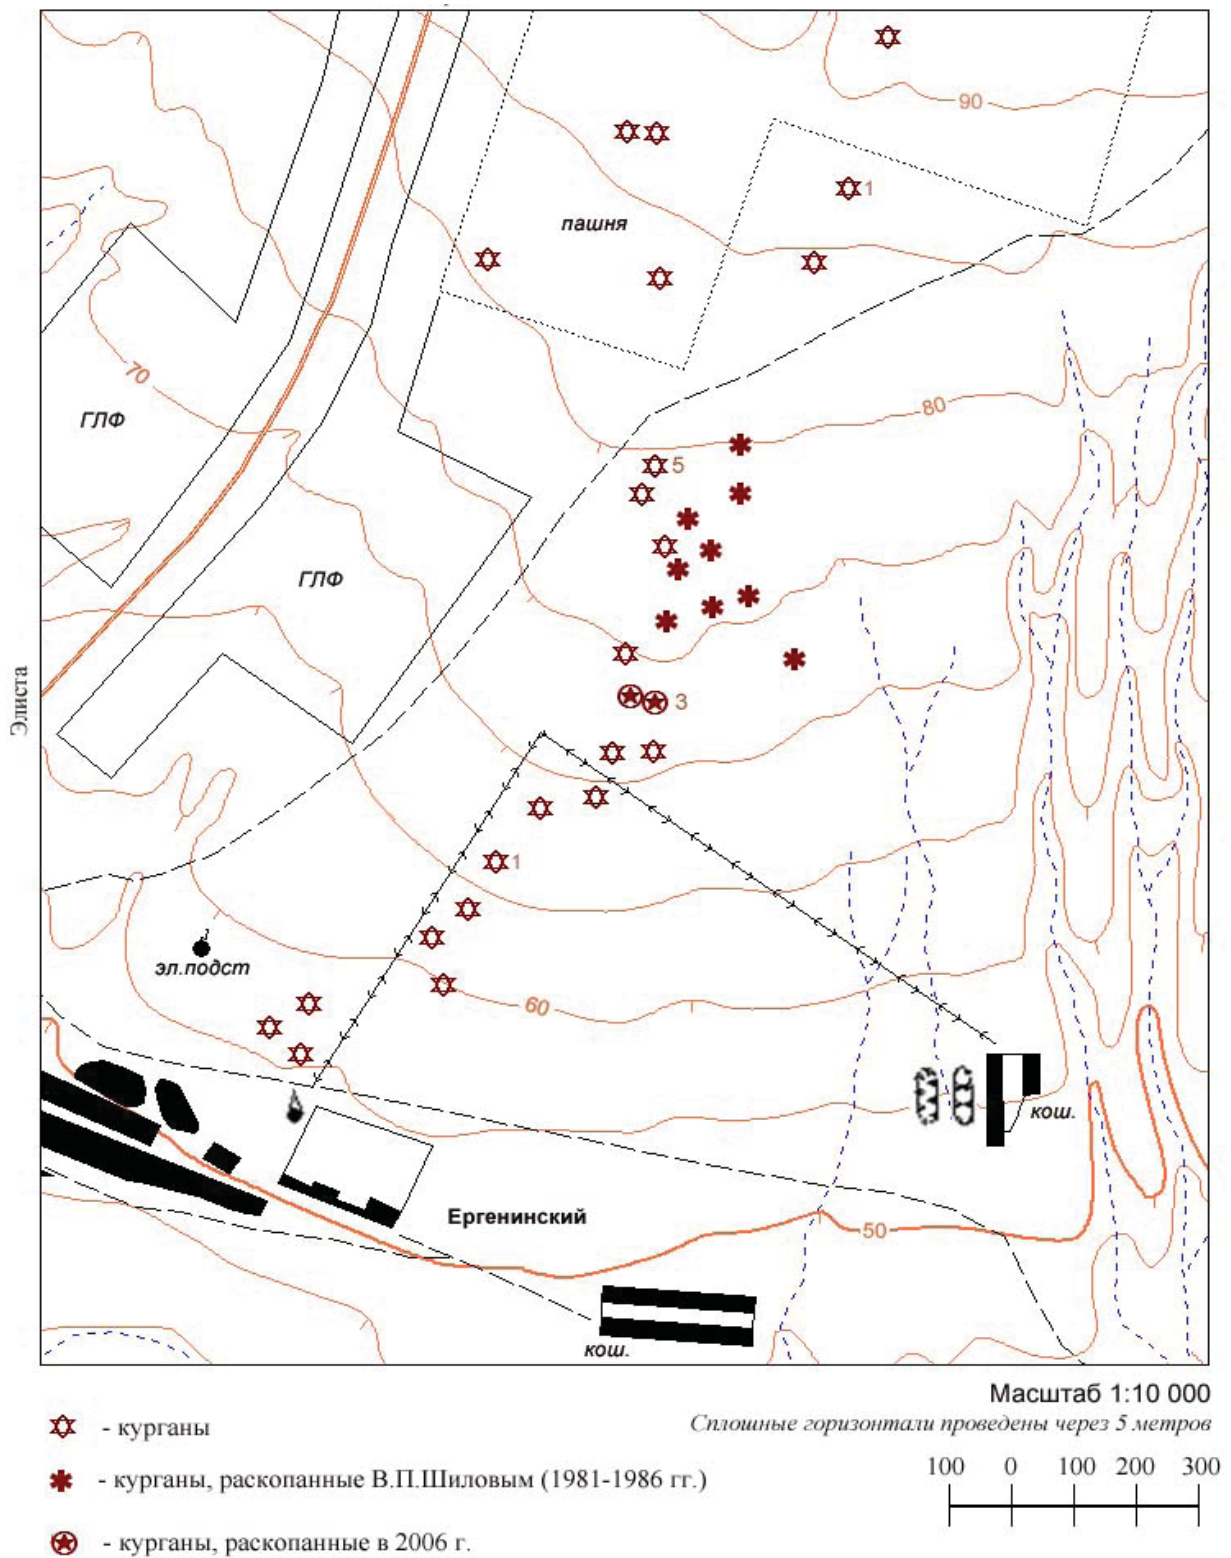 90
1
пашня
70
80
ГЛФ
5
ГЛФ
Элиста
3
1
эл.подст
60
кош.
Ергенинский
50
кош.
Масштаб 1:10 000
Сплошные горизонтали проведены через 5 метров
- курганы
100 0 100 200 300
- курганы, раскопанные В.П.Шиловым (1981-1986 гг.)
- курганы, раскопанные в 2006 г.